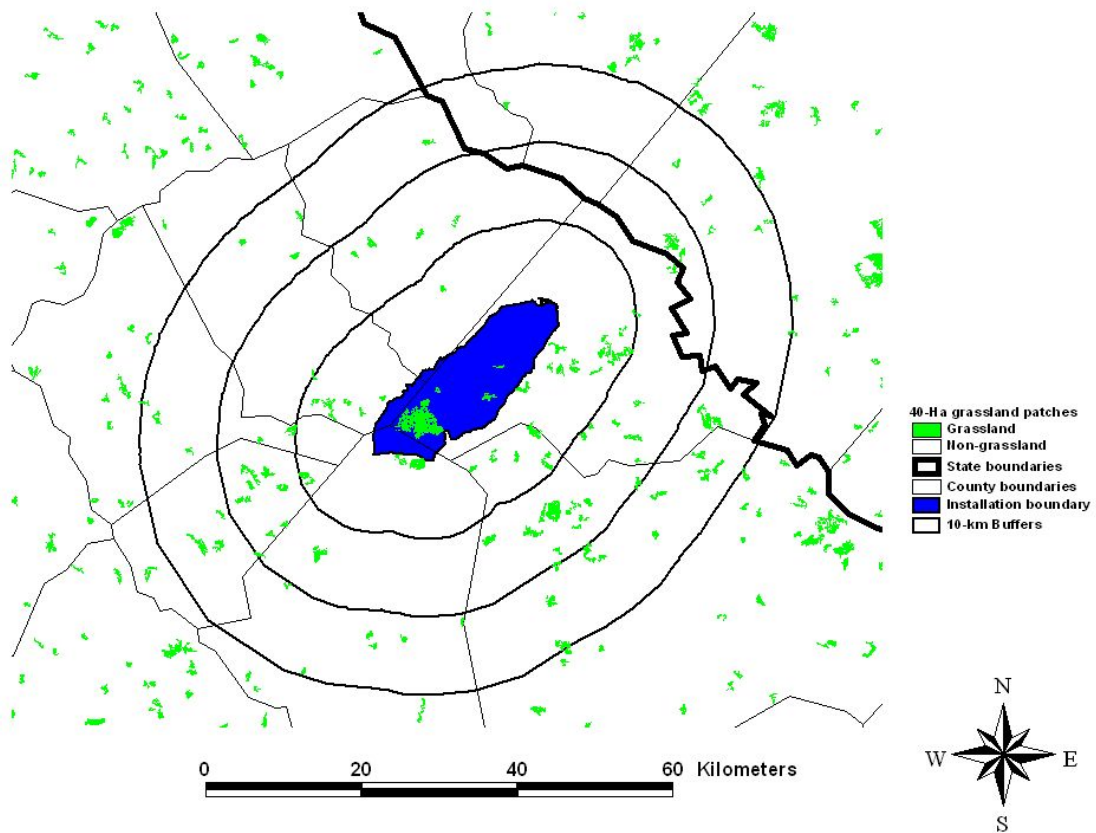 40-Ha grassland patches
Grassland
Non-grassland
State boundaries
County boundaries
Installation boundary
10-km Buffers
N
W E
S
0 20 40 60 Kilometers